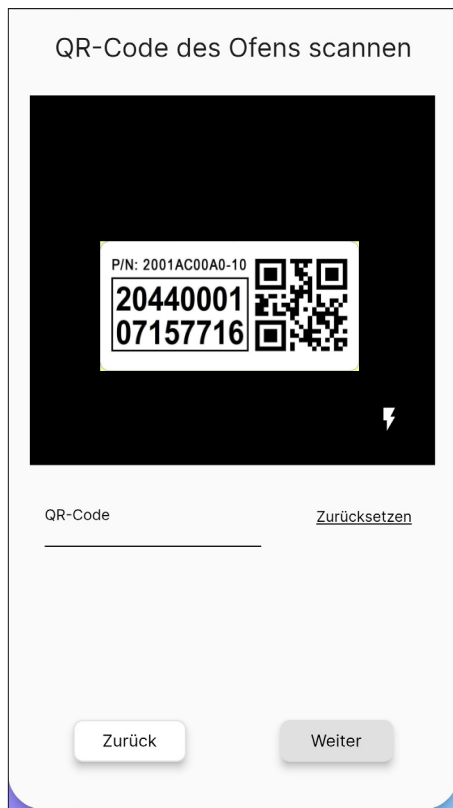 QR-Code des Ofens scannen
P/N: 2001AC00A0-10
20440001
07157716
QR-Code
Zurücksetzen
Zurück
Weiter